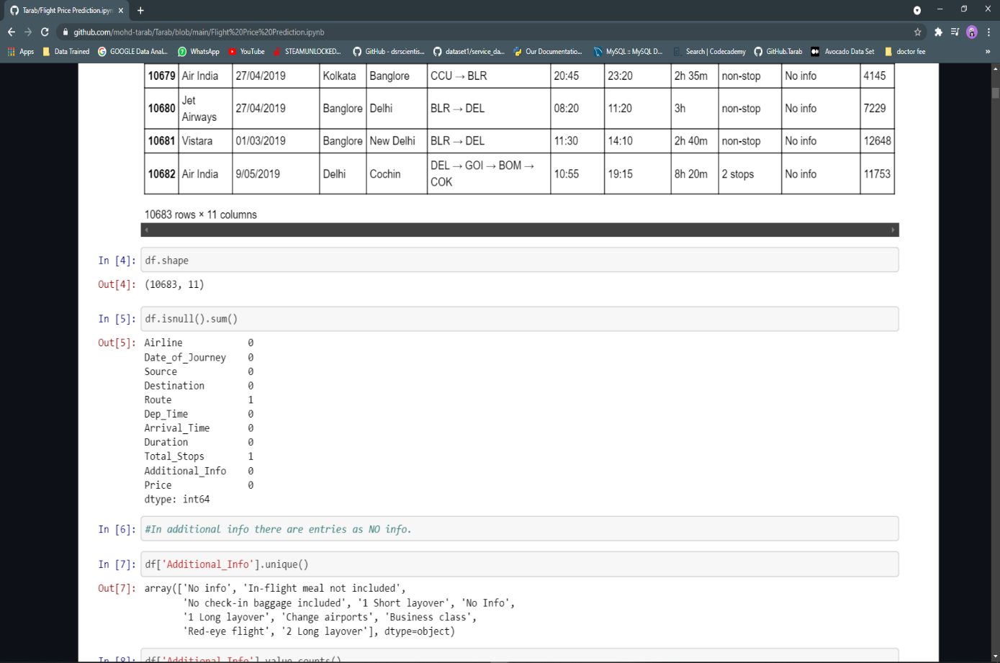 Tarab/Flight Price Prediction.ipyn
github.com/mohd-tarab/Tarab/blob/main/Flight%20Price%20Prediction.ipynb
Apps Data Trained GOOGLE Data Anal... WhatsApp YouTube STEAMUNLOCKED... GitHub - dsrscientis... dataset1/service_da... Our Documentatio... MySQL :: MySQL D... Search | Codecademy GitHub.Tarab Avocado Data Set doctor fee »
10679 Air India 27/04/2019 Kolkata Banglore CCU → BLR 20:45 23:20 2h 35m non-stop No info 4145
10680 Jet Airways 27/04/2019 Banglore Delhi BLR → DEL 08:20 11:20 3h non-stop No info 7229
10681 Vistara 01/03/2019 Banglore New Delhi BLR → DEL 11:30 14:10 2h 40m non-stop No info 12648
10682 Air India 9/05/2019 Delhi Cochin DEL → GOI → BOM → COK 10:55 19:15 8h 20m 2 stops No info 11753
10683 rows × 11 columns
In [4]: df.shape
Out[4]: (10683, 11)
In [5]: df.isnull().sum()
Out[5]: Airline 0
Date_of_Journey 0
Source 0
Destination 0
Route 1
Dep_Time 0
Arrival_Time 0
Duration 0
Total_Stops 1
Additional_Info 0
Price 0
dtype: int64
In [6]: #In additional info there are entries as NO info.
In [7]: df['Additional_Info'].unique()
Out[7]: array(['No info', 'In-flight meal not included',
'No check-in baggage included', '1 Short layover', 'No Info',
'1 Long layover', 'Change airports', 'Business class',
'Red-eye flight', '2 Long layover'], dtype=object)
In [8]: df['Additional_Info'].value_counts()